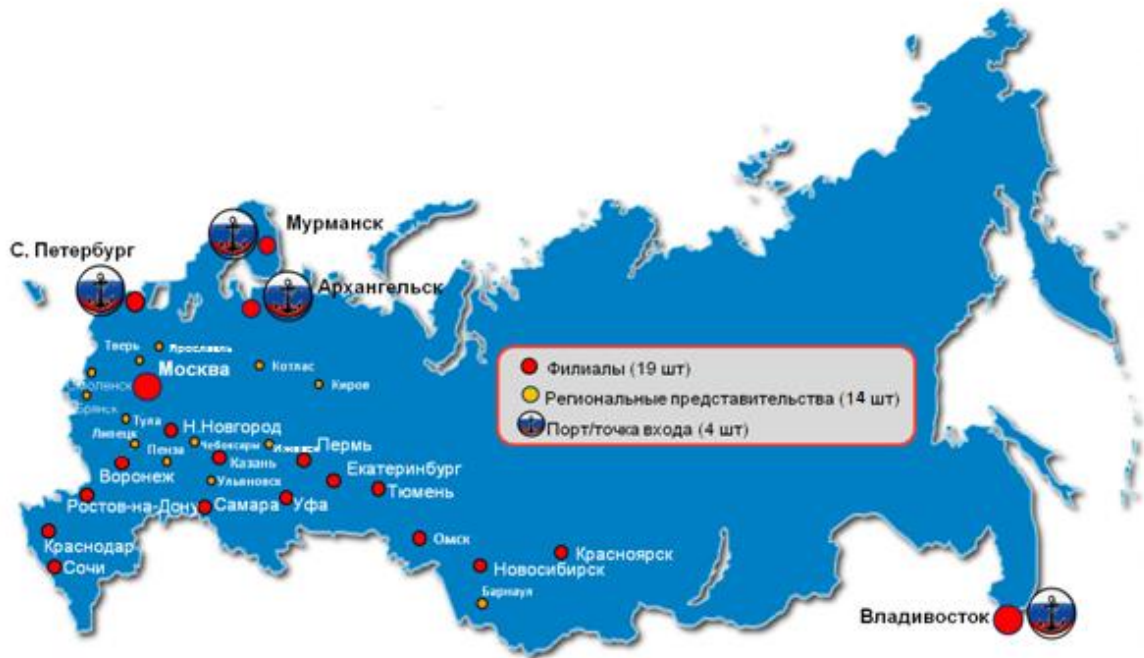 Мурманск
С. Петербург
Архангельск
Тверь
Ярославль
Москва
Котлас
Смоленск
Киров
Брянск
Тула
Н.Новгород
Липецк
Чебоксары
Ижевск
Пермь
Пенза
Казань
Воронеж
Екатеринбург
Ульяновск
Тюмень
Ростов-на-Дону
Самара
Уфа
Краснодар
Сочи
Омск
Красноярск
Новосибирск
Барнаул
Владивосток
Филиалы (19 шт)
Региональные представительства (14 шт)
Порт/точка входа (4 шт)